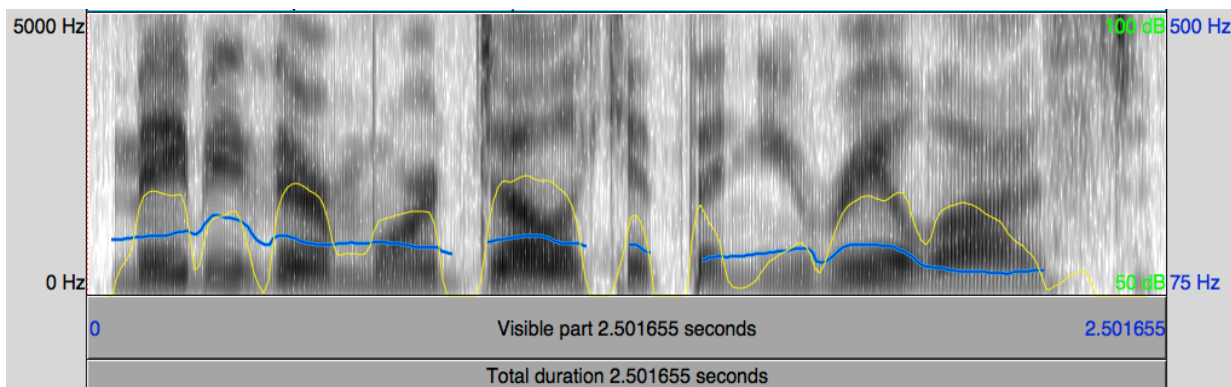 5000 Hz 100 dB 500 Hz
0 Hz 50 dB 75 Hz
0 Visible part 2.501655 seconds 2.501655
Total duration 2.501655 seconds